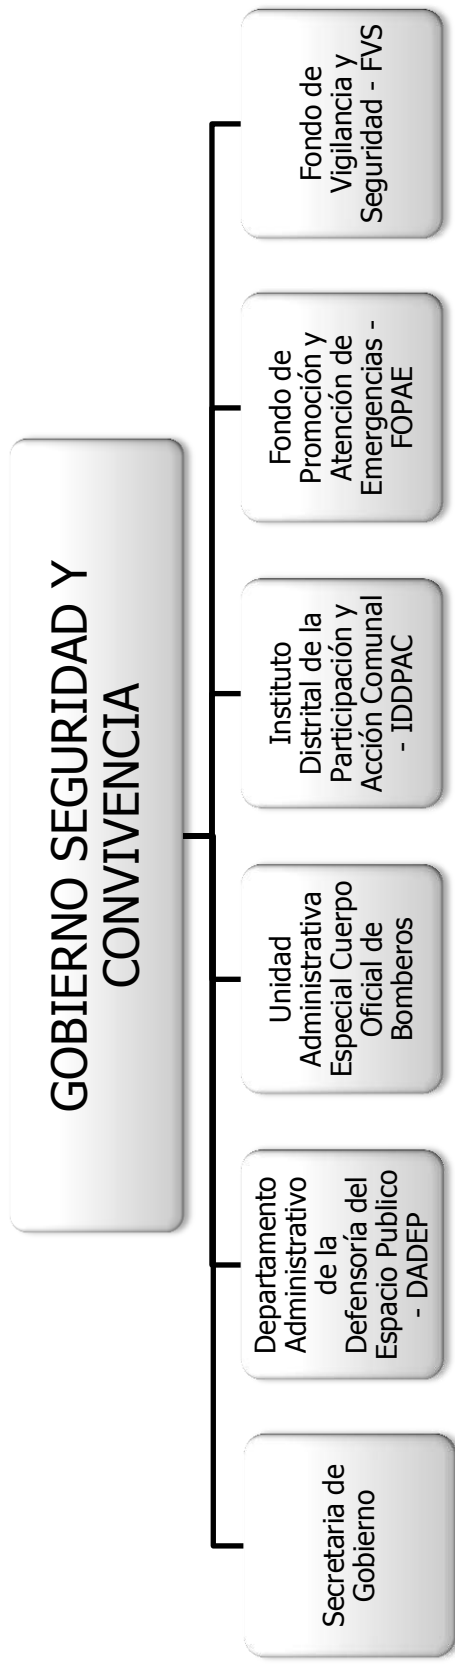 GOBIERNO SEGURIDAD Y
CONVIVENCIA
Secretaria de
Gobierno
Departamento
Administrativo
de la
Defensoría del
Espacio Publico
- DADEP
Unidad
Administrativa
Especial Cuerpo
Oficial de
Bomberos
Instituto
Distrital de la
Participación y
Acción Comunal
- IDDPAC
Fondo de
Promoción y
Atención de
Emergencias -
FOPAE
Fondo de
Vigilancia y
Seguridad - FVS